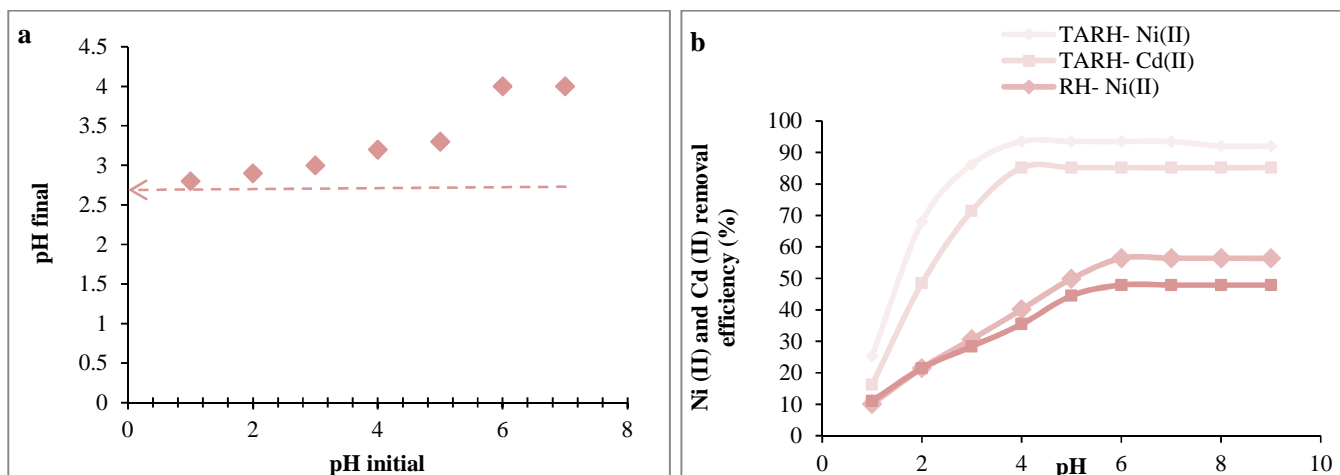 a
4.5
4
3.5
3
2.5
2
1.5
1
0.5
0
0 2 4 6 8
pH final
pH initial
b
TARH- Ni(II)
TARH- Cd(II)
RH- Ni(II)
100
90
80
70
60
50
40
30
20
10
0
0 2 4 6 8 10
Ni (II) and Cd (II) removal
efficiency (%)
pH